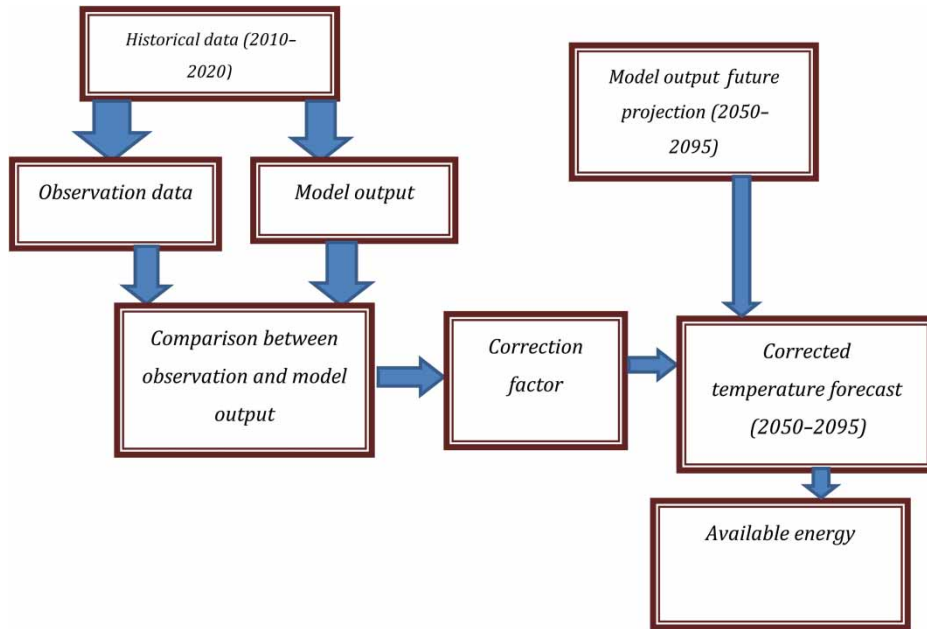 Historical data (2010–
2020)
Model output future
projection (2050–
2095)
Observation data
Model output
Comparison between
observation and model
output
Correction
factor
Corrected
temperature forecast
(2050–2095)
Available energy